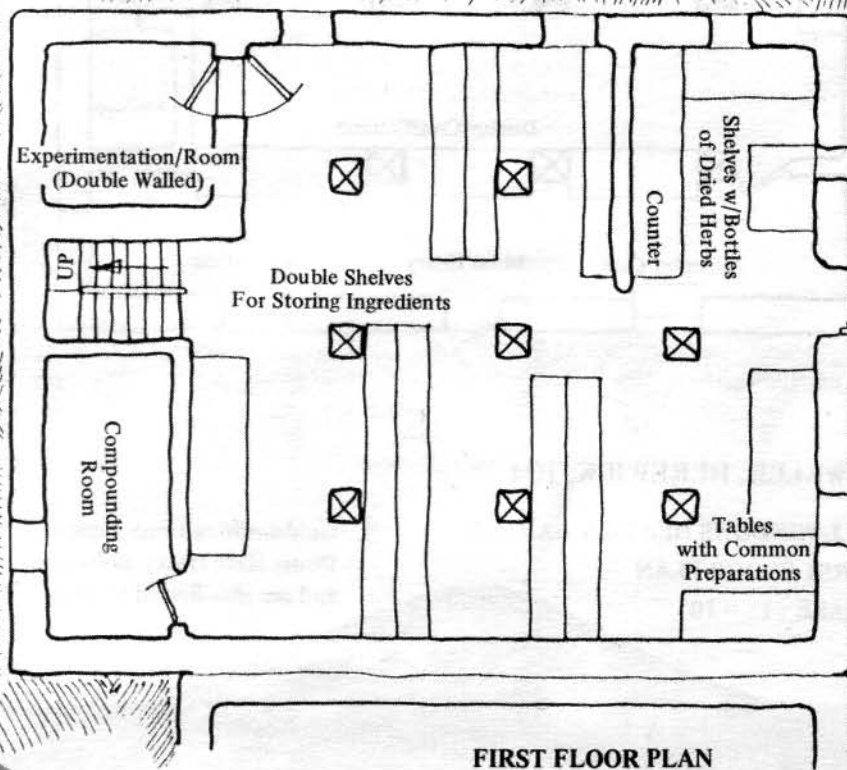 Experimentation/Room
(Double Walled)
UP
Double Shelves
For Storing Ingredients
Counter
Shelves w/Bottles
of Dried Herbs
Compounding
Room
Tables
with Common
Preparations
FIRST FLOOR PLAN